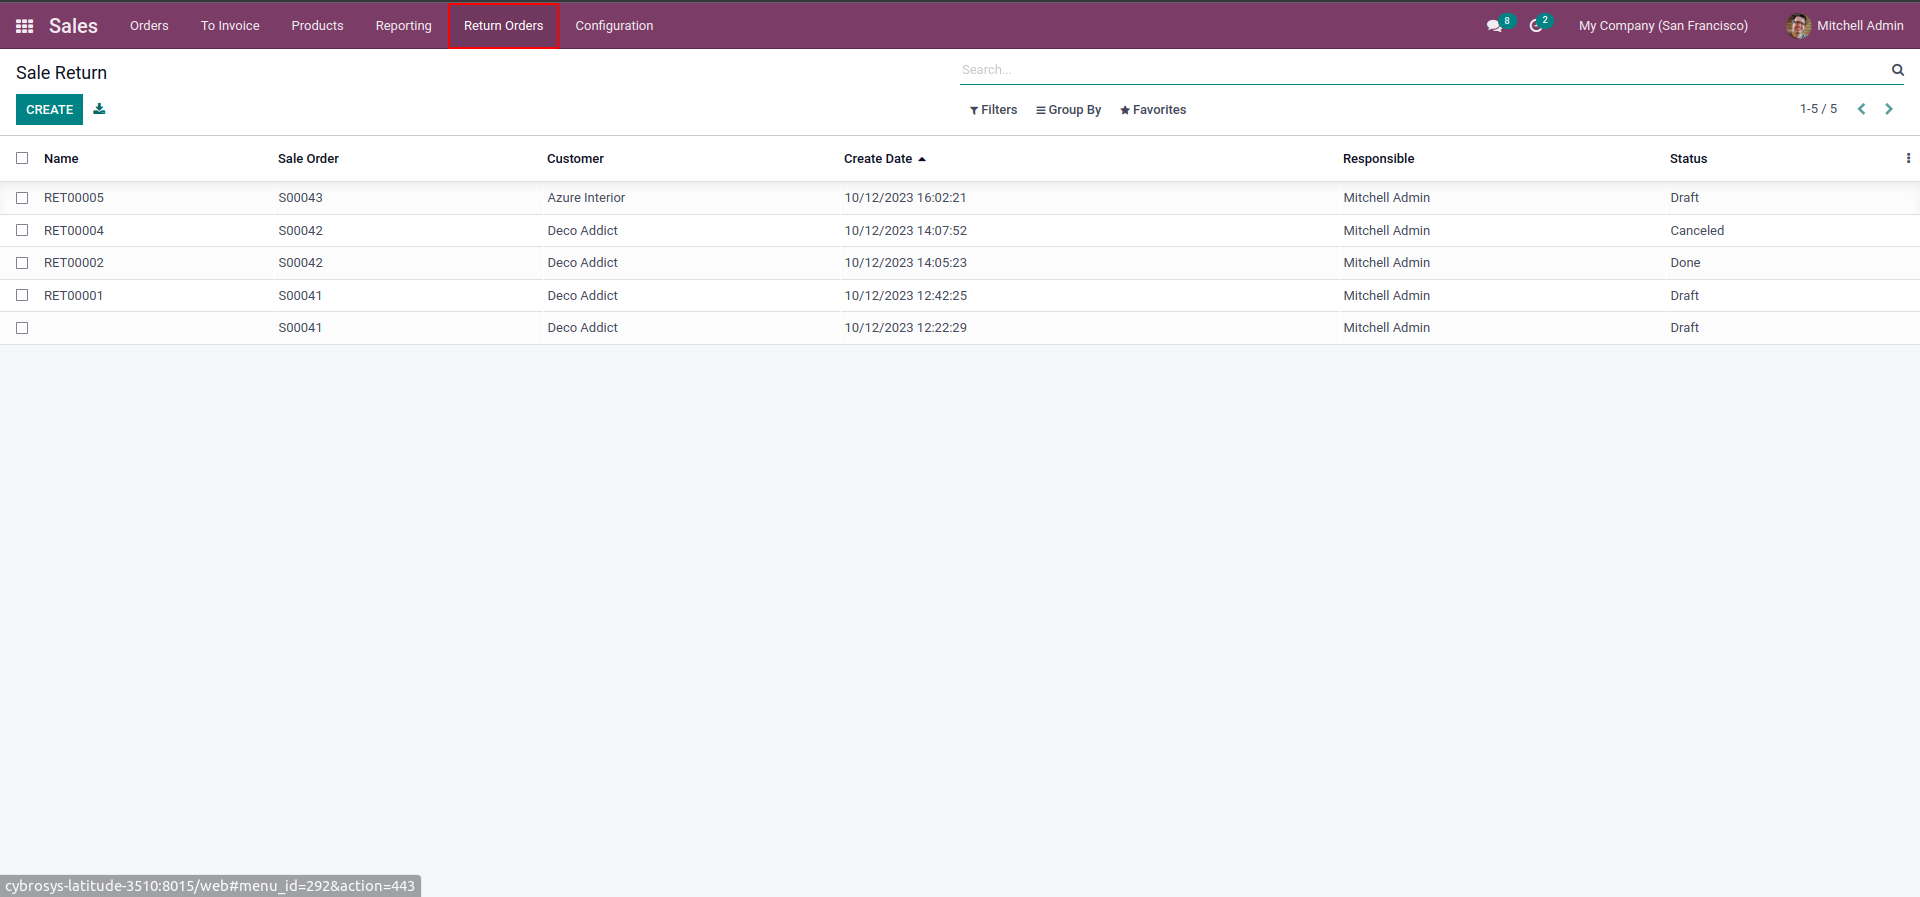 Sales Orders To Invoice Products Reporting Return Orders Configuration 8 2 My Company (San Francisco) Mitchell Admin
Sale Return Search...
CREATE Filters Group By Favorites 1-5 / 5
Name Sale Order Customer Create Date Responsible Status
RET00005 S00043 Azure Interior 10/12/2023 16:02:21 Mitchell Admin Draft
RET00004 S00042 Deco Addict 10/12/2023 14:07:52 Mitchell Admin Canceled
RET00002 S00042 Deco Addict 10/12/2023 14:05:23 Mitchell Admin Done
RET00001 S00041 Deco Addict 10/12/2023 12:42:25 Mitchell Admin Draft
S00041 Deco Addict 10/12/2023 12:22:29 Mitchell Admin Draft
cybrosys-latitude-3510:8015/web#menu_id=292&action=443